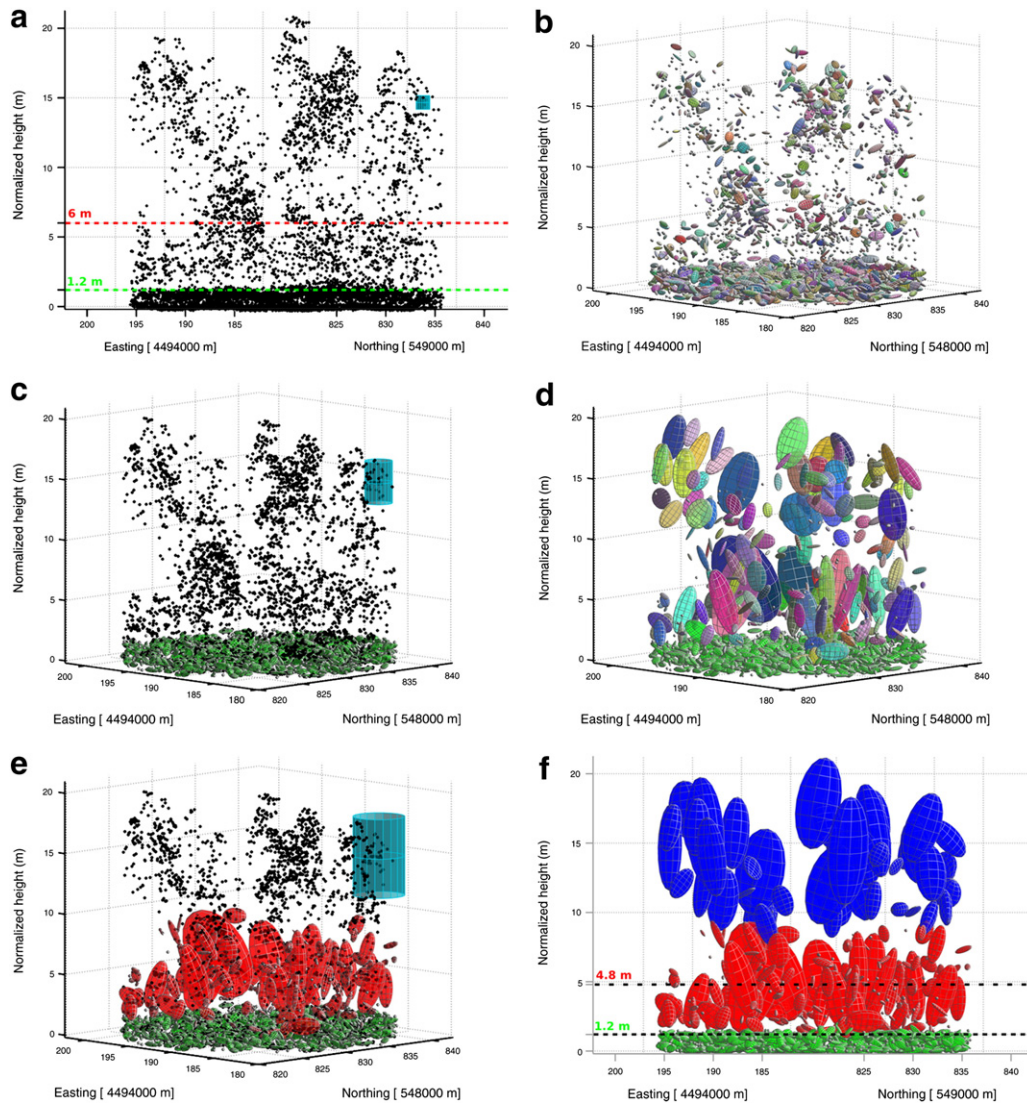 a
Normalized height (m)
20
15
10
6 m
5
1.2 m
0
200
195
190
185
825
830
835
840
Easting [ 4494000 m]
Northing [ 549000 m]
b
Normalized height (m)
20
15
10
5
0
200
195
190
185
180
820
825
830
835
840
Easting [ 4494000 m]
Northing [ 548000 m]
c
Normalized height (m)
20
15
10
5
0
200
195
190
185
180
820
825
830
835
840
Easting [ 4494000 m]
Northing [ 548000 m]
d
Normalized height (m)
20
15
10
5
0
200
190
180
820
830
840
Easting [ 4494000 m]
Northing [ 548000 m]
e
Normalized height (m)
20
15
10
5
0
200
195
190
185
180
820
825
830
835
840
Easting [ 4494000 m]
Northing [ 548000 m]
f
Normalized height (m)
20
15
10
4.8 m
5
1.2 m
0
200
195
190
185
825
830
835
840
Easting [ 4494000 m]
Northing [ 549000 m]